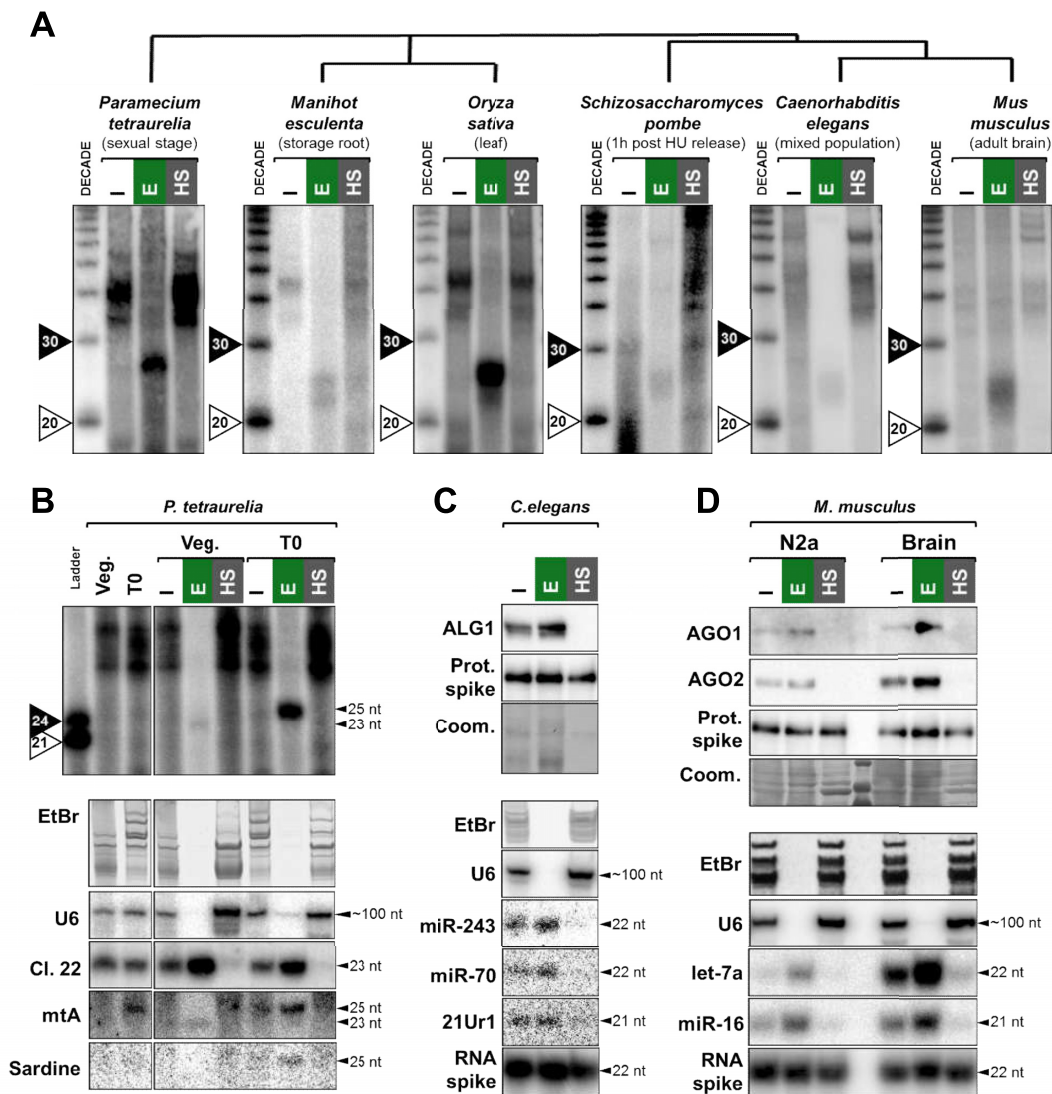 A
Paramecium tetraurelia (sexual stage)
Manihot esculenta (storage root)
Oryza sativa (leaf)
Schizosaccharomyces pombe (1h post HU release)
Caenorhabditis elegans (mixed population)
Mus musculus (adult brain)
DECADE I E HS
DECADE I E HS
DECADE I E HS
DECADE I E HS
DECADE I E HS
DECADE I E HS
30 30 30 30 30 30
20 20 20 20 20 20
B
P. tetraurelia
Veg. T0
Ladder Veg. T0 I E HS I E HS
24
21
25 nt
23 nt
EtBr
U6 ~100 nt
Cl. 22 23 nt
mtA 25 nt
23 nt
Sardine 25 nt
C
C.elegans
I E HS
ALG1
Prot. spike
Coom.
EtBr
U6 ~100 nt
miR-243 22 nt
miR-70 22 nt
21Ur1 21 nt
RNA spike 22 nt
D
M. musculus
N2a Brain
I E HS I E HS
AGO1
AGO2
Prot. spike
Coom.
EtBr
U6 ~100 nt
let-7a 22 nt
miR-16 21 nt
RNA spike 22 nt